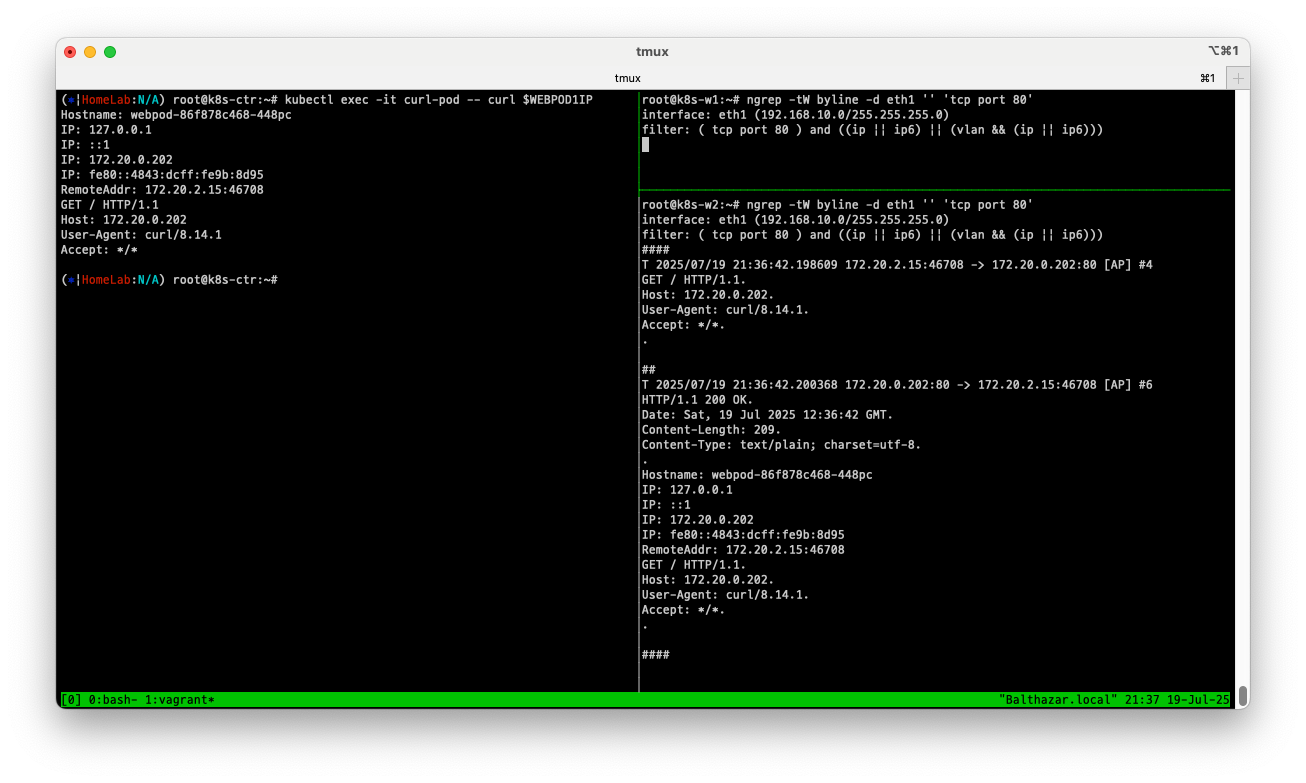 tmux
⌥⌘1
tmux
⌘1
(*¦HomeLab:N/A) root@k8s-ctr:~# kubectl exec -it curl-pod -- curl $WEBPOD1IP
Hostname: webpod-86f878c468-448pc
IP: 127.0.0.1
IP: ::1
IP: 172.20.0.202
IP: fe80::4843:dcff:fe9b:8d95
RemoteAddr: 172.20.2.15:46708
GET / HTTP/1.1
Host: 172.20.0.202
User-Agent: curl/8.14.1
Accept: */*
(*¦HomeLab:N/A) root@k8s-ctr:~#
root@k8s-w1:~# ngrep -tW byline -d eth1 '' 'tcp port 80'
interface: eth1 (192.168.10.0/255.255.255.0)
filter: ( tcp port 80 ) and ((ip || ip6) || (vlan && (ip || ip6)))
root@k8s-w2:~# ngrep -tW byline -d eth1 '' 'tcp port 80'
interface: eth1 (192.168.10.0/255.255.255.0)
filter: ( tcp port 80 ) and ((ip || ip6) || (vlan && (ip || ip6)))
####
T 2025/07/19 21:36:42.198609 172.20.2.15:46708 -> 172.20.0.202:80 [AP] #4
GET / HTTP/1.1.
Host: 172.20.0.202.
User-Agent: curl/8.14.1.
Accept: */*.
.
##
T 2025/07/19 21:36:42.200368 172.20.0.202:80 -> 172.20.2.15:46708 [AP] #6
HTTP/1.1 200 OK.
Date: Sat, 19 Jul 2025 12:36:42 GMT.
Content-Length: 209.
Content-Type: text/plain; charset=utf-8.
.
Hostname: webpod-86f878c468-448pc
IP: 127.0.0.1
IP: ::1
IP: 172.20.0.202
IP: fe80::4843:dcff:fe9b:8d95
RemoteAddr: 172.20.2.15:46708
GET / HTTP/1.1.
Host: 172.20.0.202.
User-Agent: curl/8.14.1.
Accept: */*.
.
####
[0] 0:bash- 1:vagrant* "Balthazar.local" 21:37 19-Jul-25